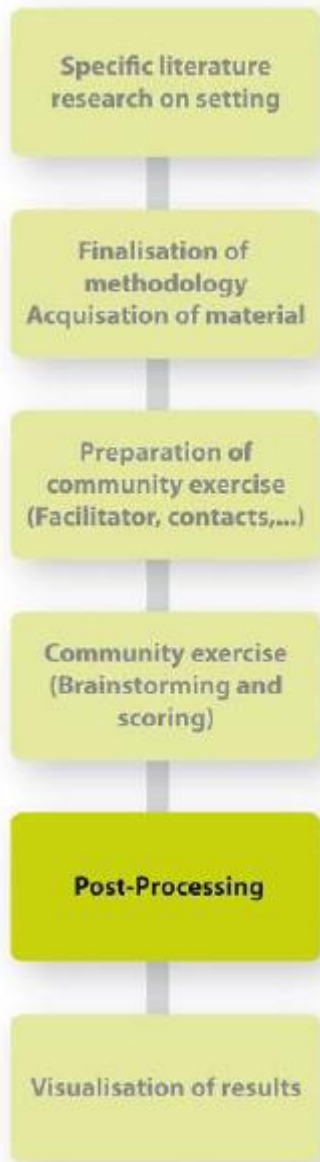 Specific literature
research on setting
Finalisation of
methodology
Acquisation of material
Preparation of
community exercise
(Facilitator, contacts,...)
Community exercise
(Brainstorming and
scoring)
Post-Processing
Visualisation of results